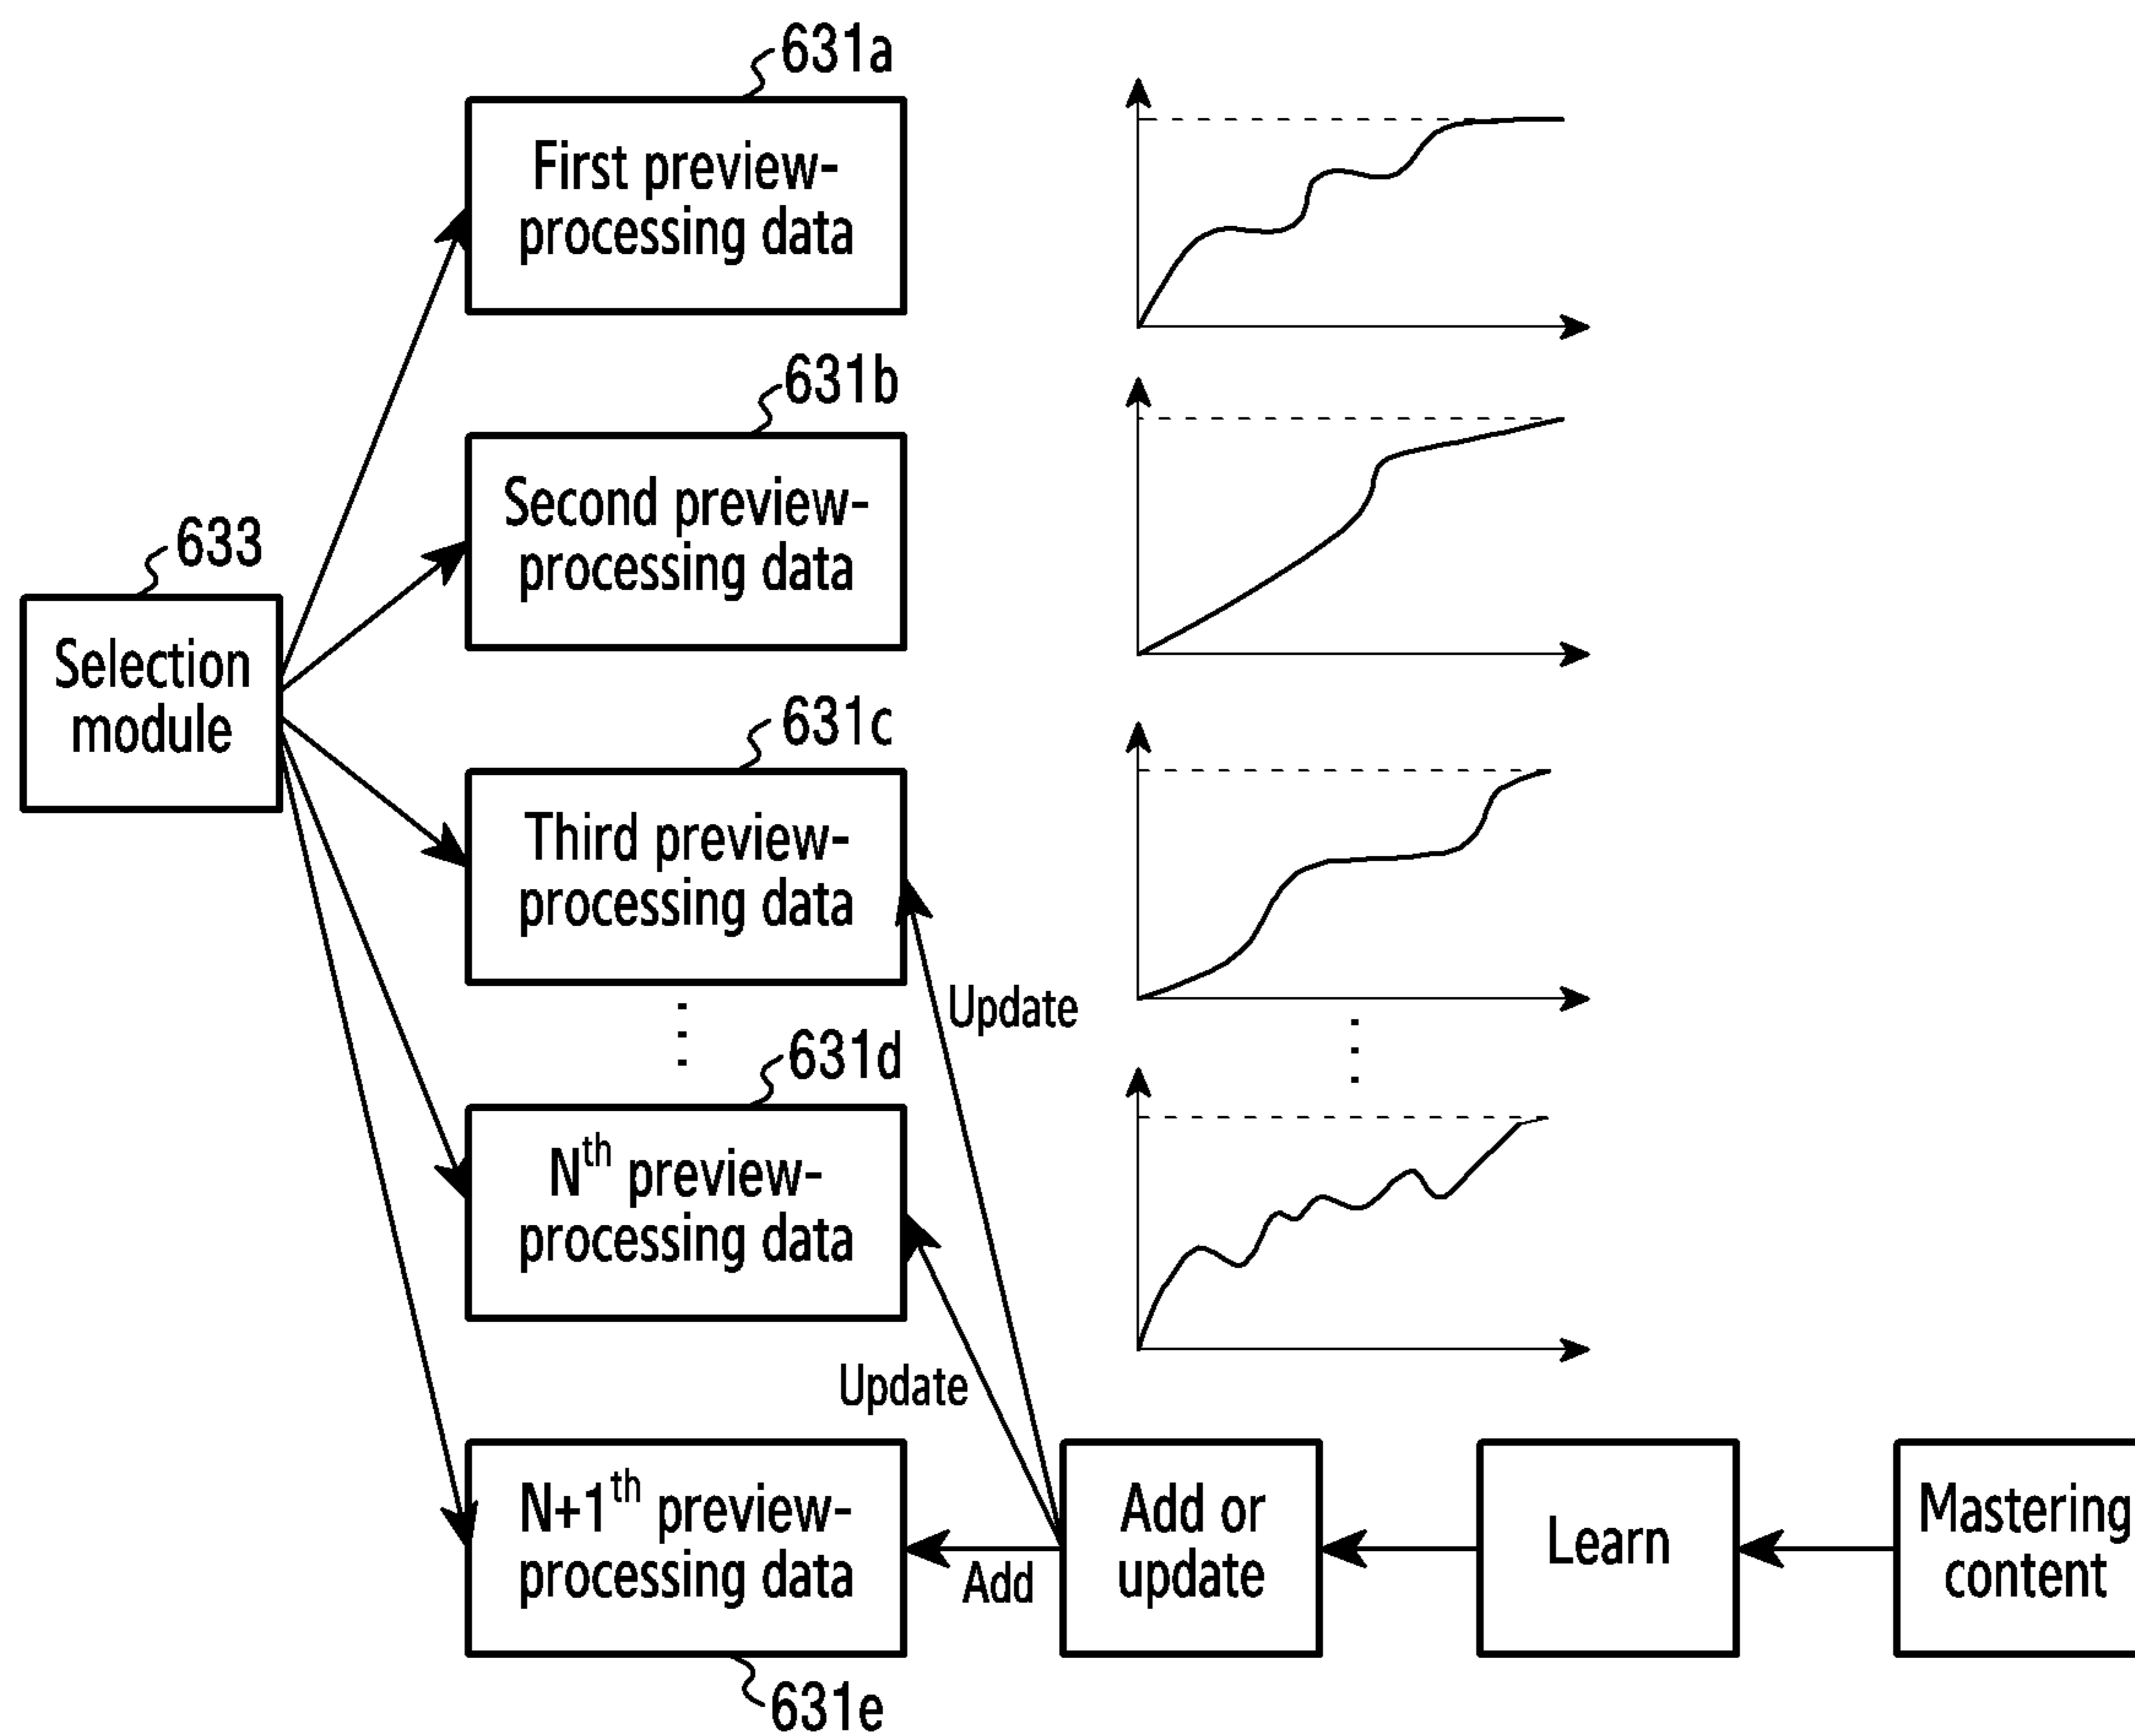 631a
First preview-
processing data
631b
Second preview-
processing data
633
Selection
module
631c
Third preview-
processing data
Update
631d
Nth preview-
processing data
Update
N+1th preview-
processing data
Add
Add or
update
Learn
Mastering
content
631e